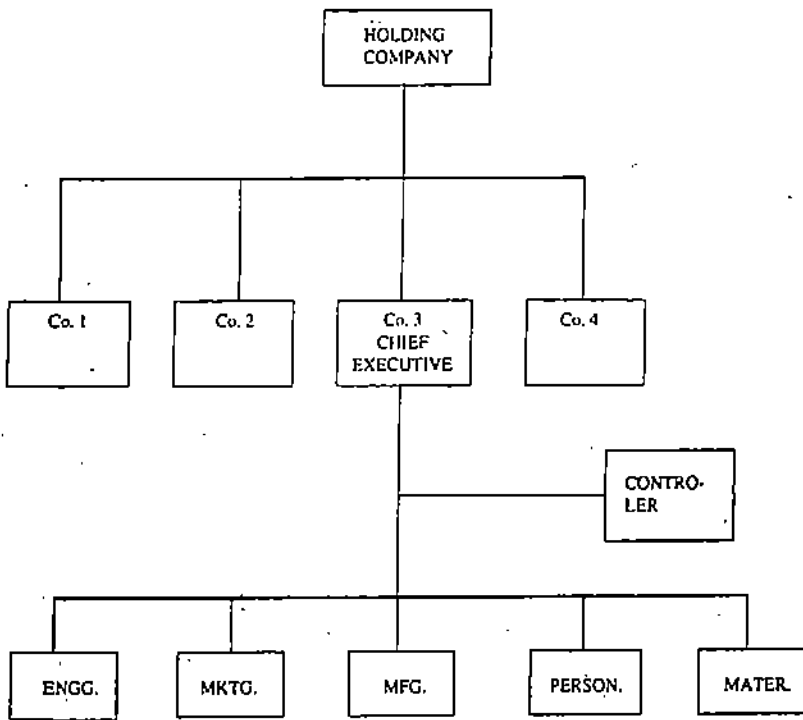 HOLDING
COMPANY
Co. 1
Co. 2
Co. 3
CHIEF
EXECUTIVE
Co. 4
CONTRO-
LER
ENGG.
MKTG.
MFG.
PERSON.
MATER.